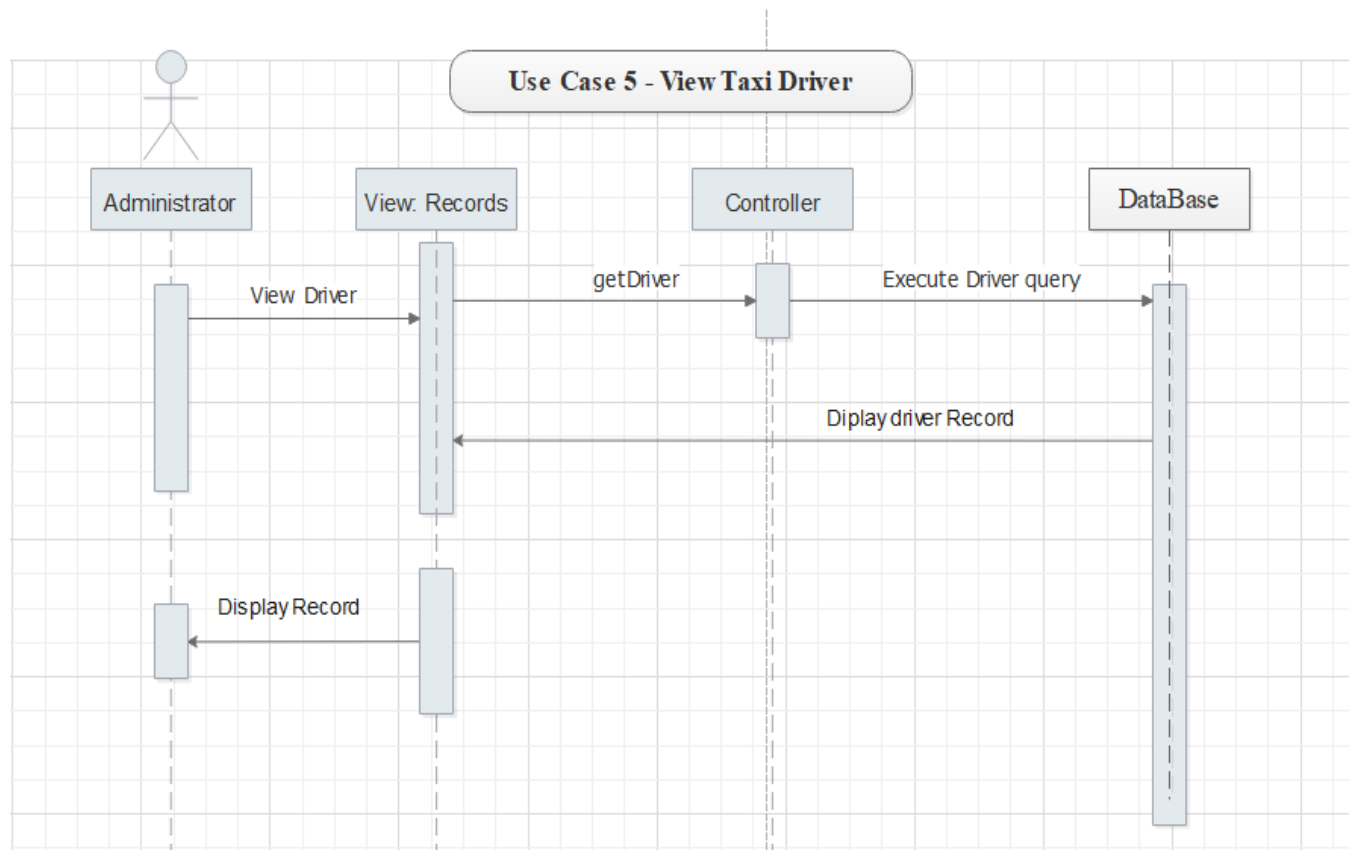 Use Case 5 - View Taxi Driver
Administrator
View: Records
Controller
DataBase
View Driver
getDriver
Execute Driver query
Diplay driver Record
Display Record